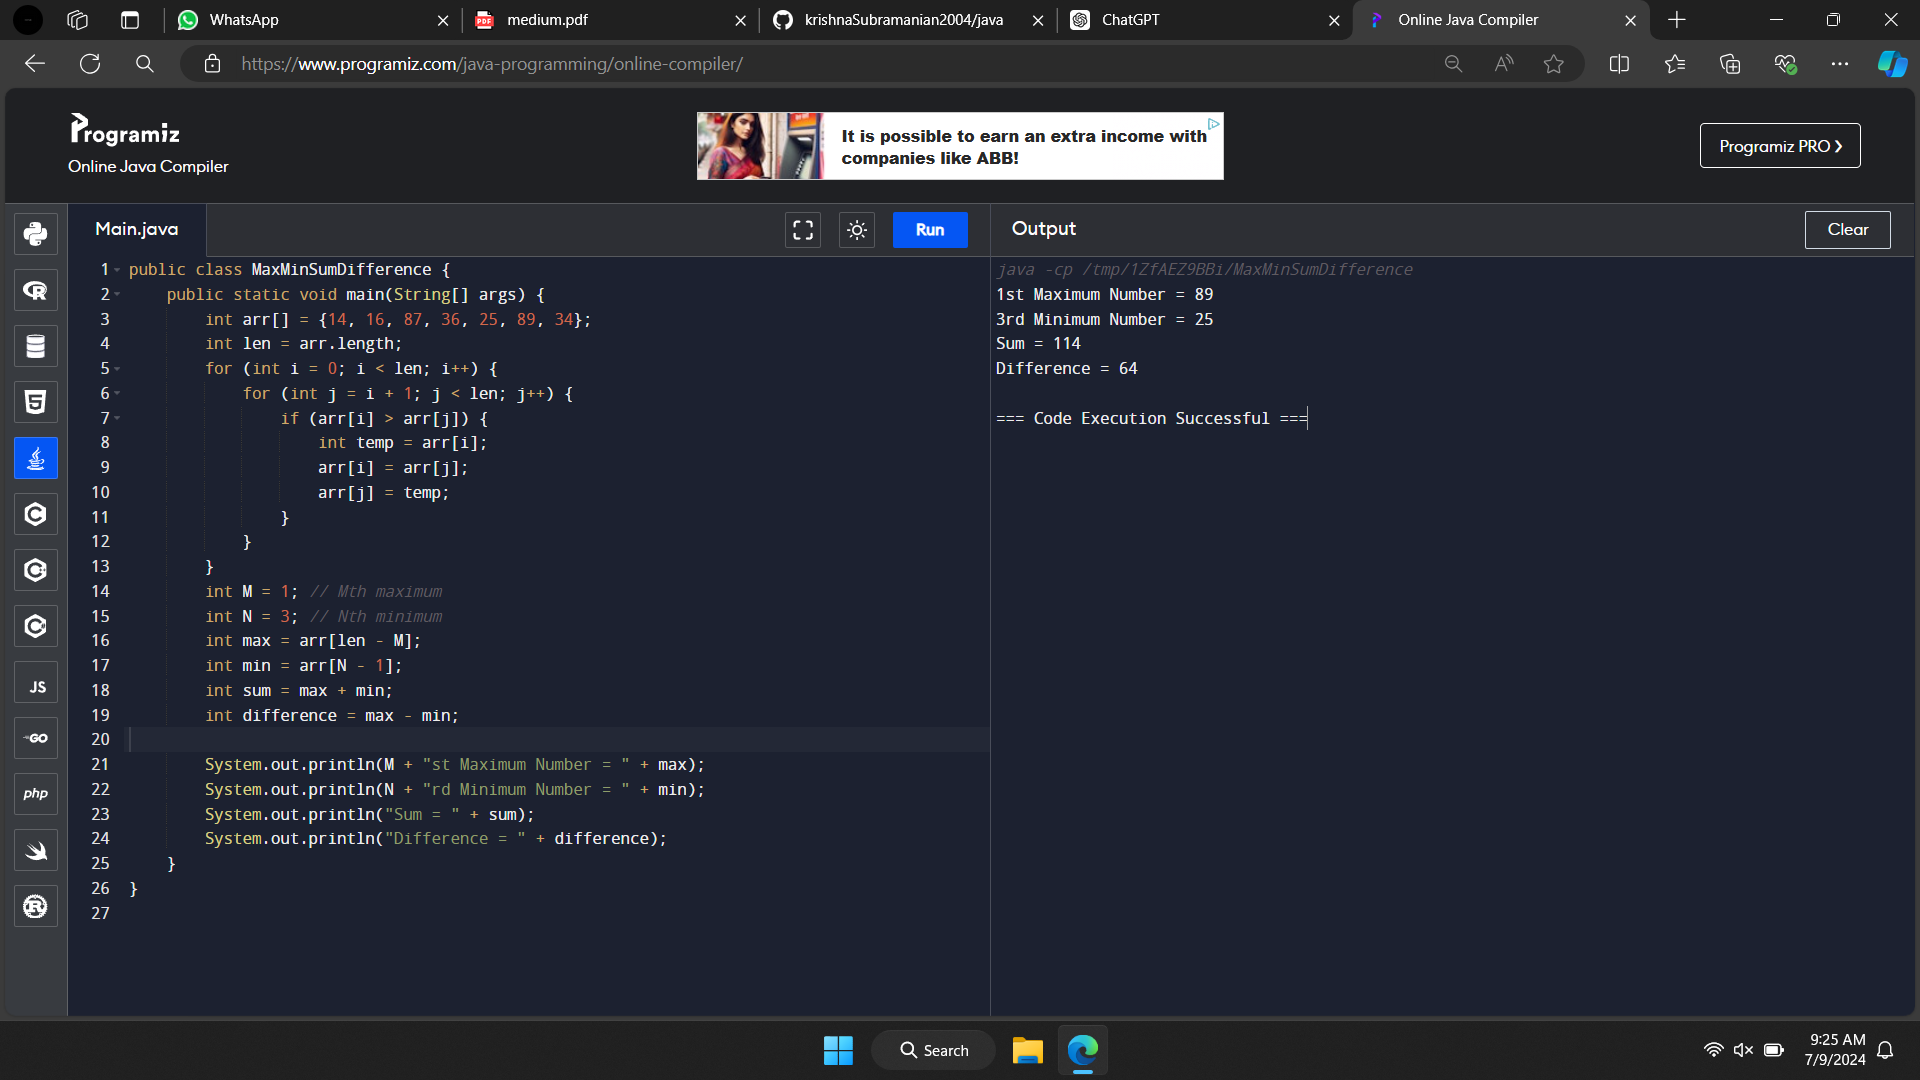 WhatsApp
medium.pdf
krishnaSubramanian2004/java
ChatGPT
Online Java Compiler
https://www.programiz.com/java-programming/online-compiler/
Programiz
Online Java Compiler
It is possible to earn an extra income with
companies like ABB!
Programiz PRO
Main.java
Run
Output
Clear
1 public class MaxMinSumDifference {
2 public static void main(String[] args) {
3 int arr[] = {14, 16, 87, 36, 25, 89, 34};
4 int len = arr.length;
5 for (int i = 0; i < len; i++) {
6 for (int j = i + 1; j < len; j++) {
7 if (arr[i] > arr[j]) {
8 int temp = arr[i];
9 arr[i] = arr[j];
10 arr[j] = temp;
11 }
12 }
13 }
14 int M = 1; // Mth maximum
15 int N = 3; // Nth minimum
16 int max = arr[len - M];
17 int min = arr[N - 1];
18 int sum = max + min;
19 int difference = max - min;
20
21 System.out.println(M + "st Maximum Number = " + max);
22 System.out.println(N + "rd Minimum Number = " + min);
23 System.out.println("Sum = " + sum);
24 System.out.println("Difference = " + difference);
25 }
26 }
27
java -cp /tmp/1ZfAEZ9BBi/MaxMinSumDifference
1st Maximum Number = 89
3rd Minimum Number = 25
Sum = 114
Difference = 64
=== Code Execution Successful ===
JS
GO
php
Search
9:25 AM
7/9/2024